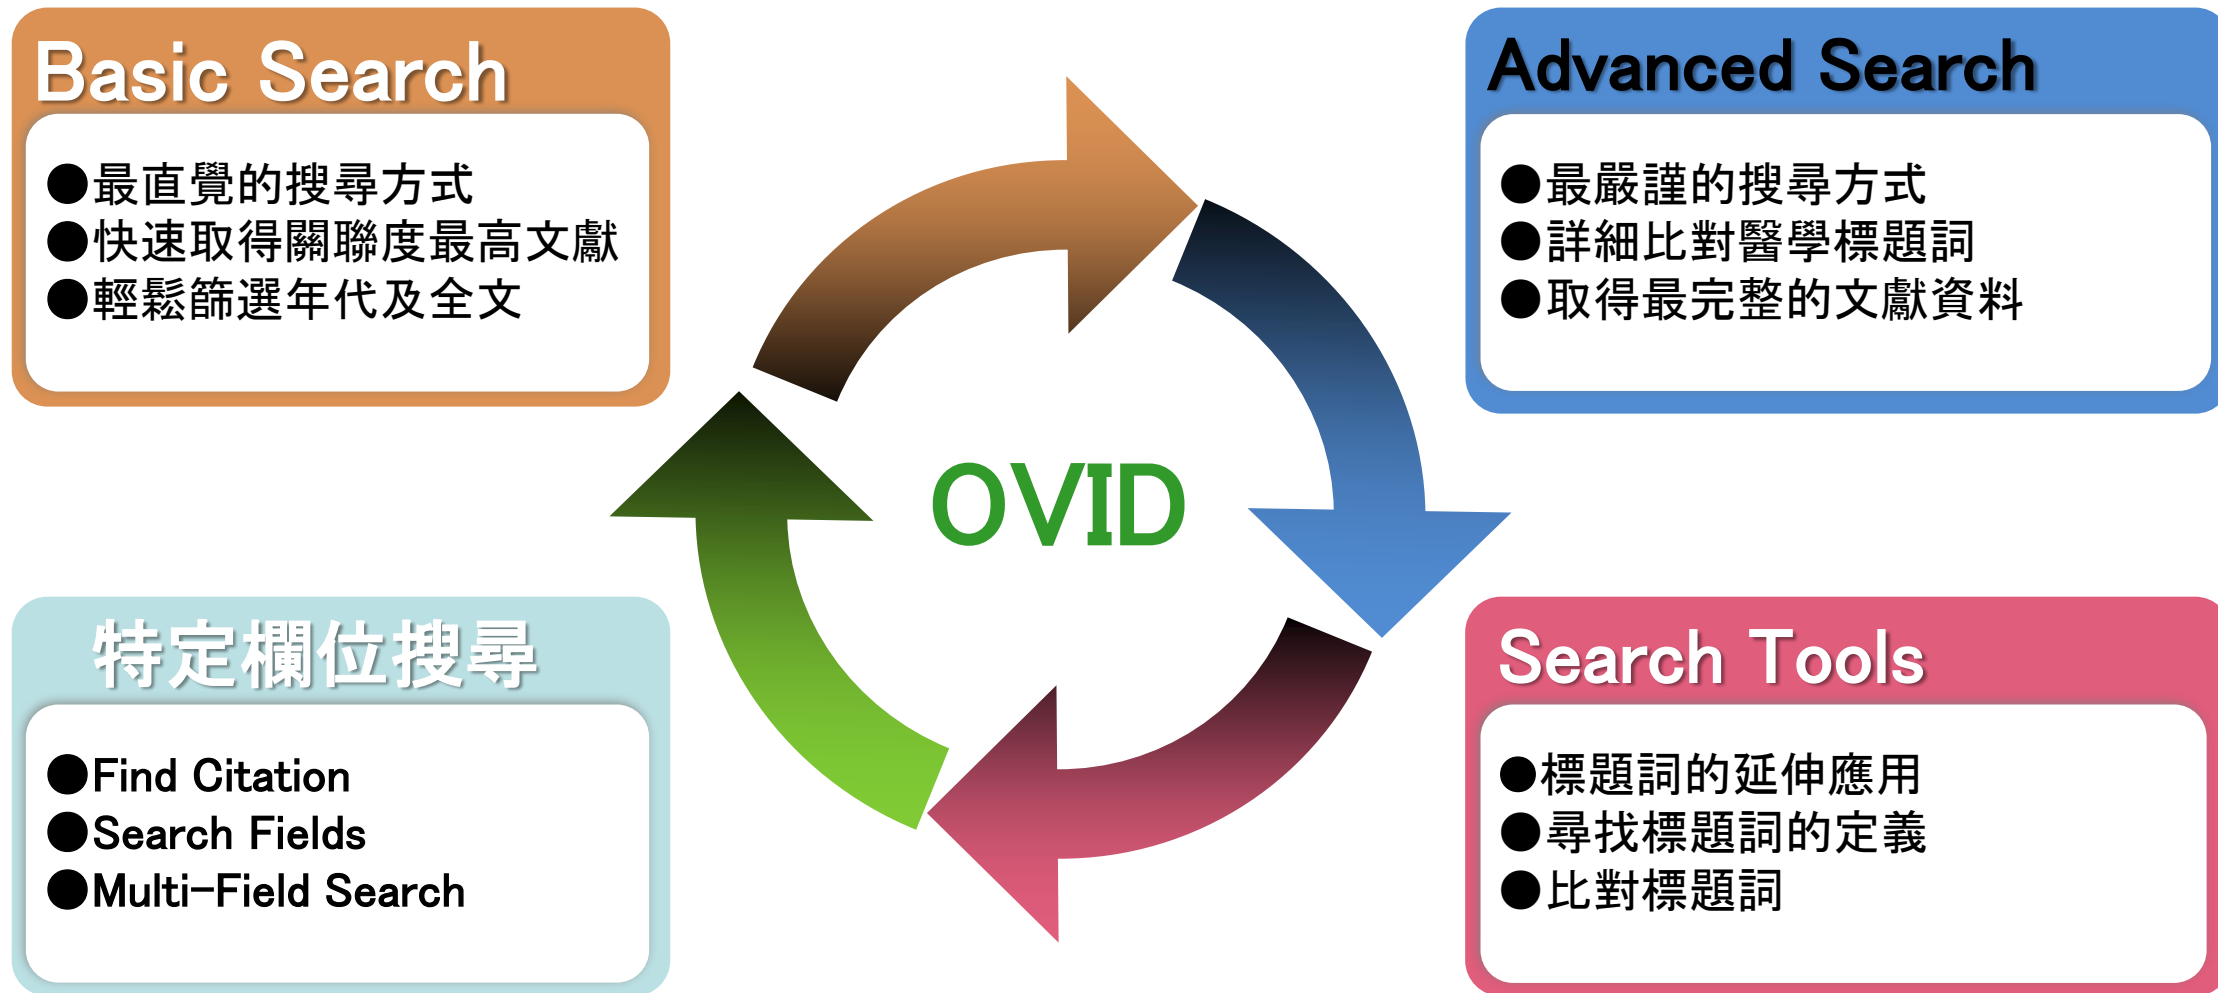 Basic Search
●最直覺的搜尋方式
●快速取得關聯度最高文獻
●輕鬆篩選年代及全文
Advanced Search
●最嚴謹的搜尋方式
●詳細比對醫學標題詞
●取得最完整的文獻資料
OVID
特定欄位搜尋
●Find Citation
●Search Fields
●Multi-Field Search
Search Tools
●標題詞的延伸應用
●尋找標題詞的定義
●比對標題詞